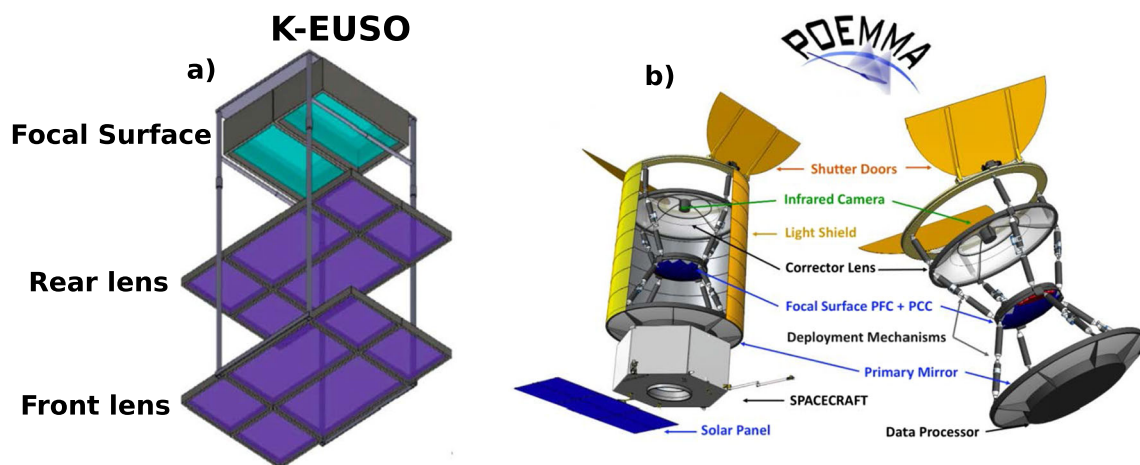 K-EUSO
a)
Focal Surface
Rear lens
Front lens
POEMMA
b)
Shutter Doors
Infrared Camera
Light Shield
Corrector Lens
Focal Surface PFC + PCC
Deployment Mechanisms
Primary Mirror
SPACECRAFT
Solar Panel
Data Processor